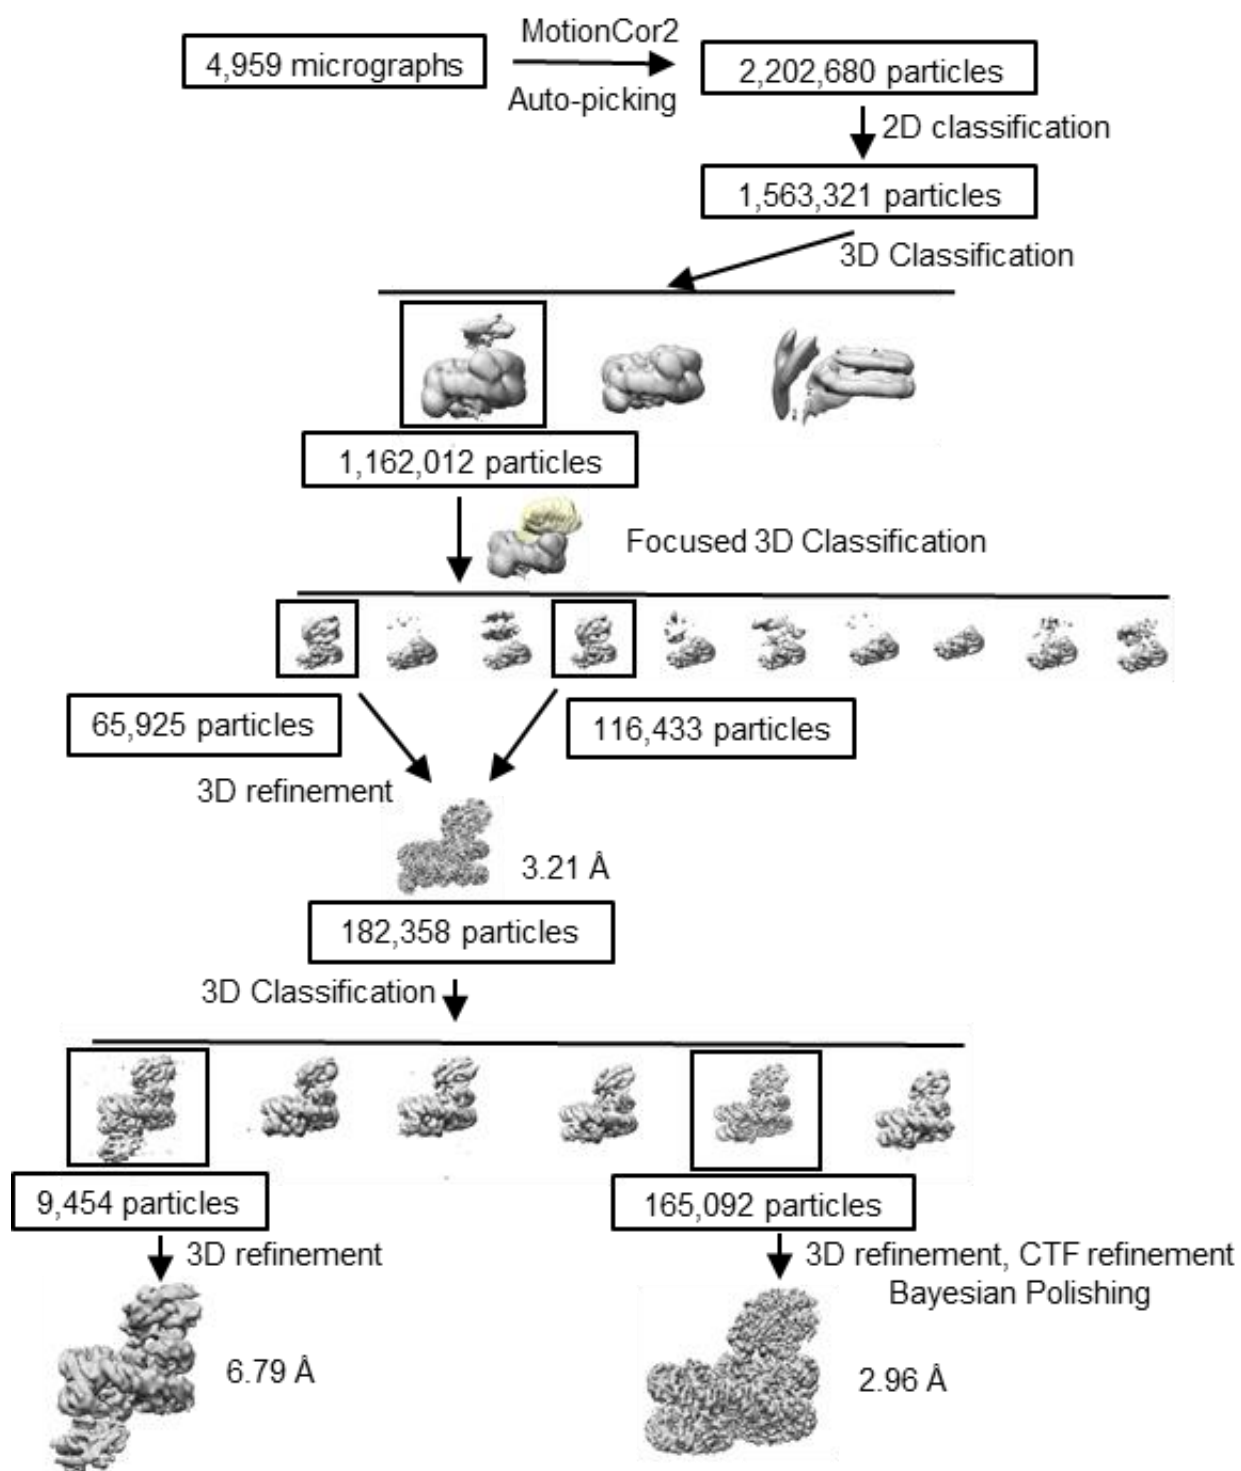 MotionCor2
4,959 micrographs
2,202,680 particles
Auto-picking
2D classification
1,563,321 particles
3D Classification
1,162,012 particles
Focused 3D Classification
65,925 particles
116,433 particles
3D refinement
3.21 Å
182,358 particles
3D Classification
9,454 particles
165,092 particles
3D refinement
3D refinement, CTF refinement
Bayesian Polishing
6.79 Å
2.96 Å